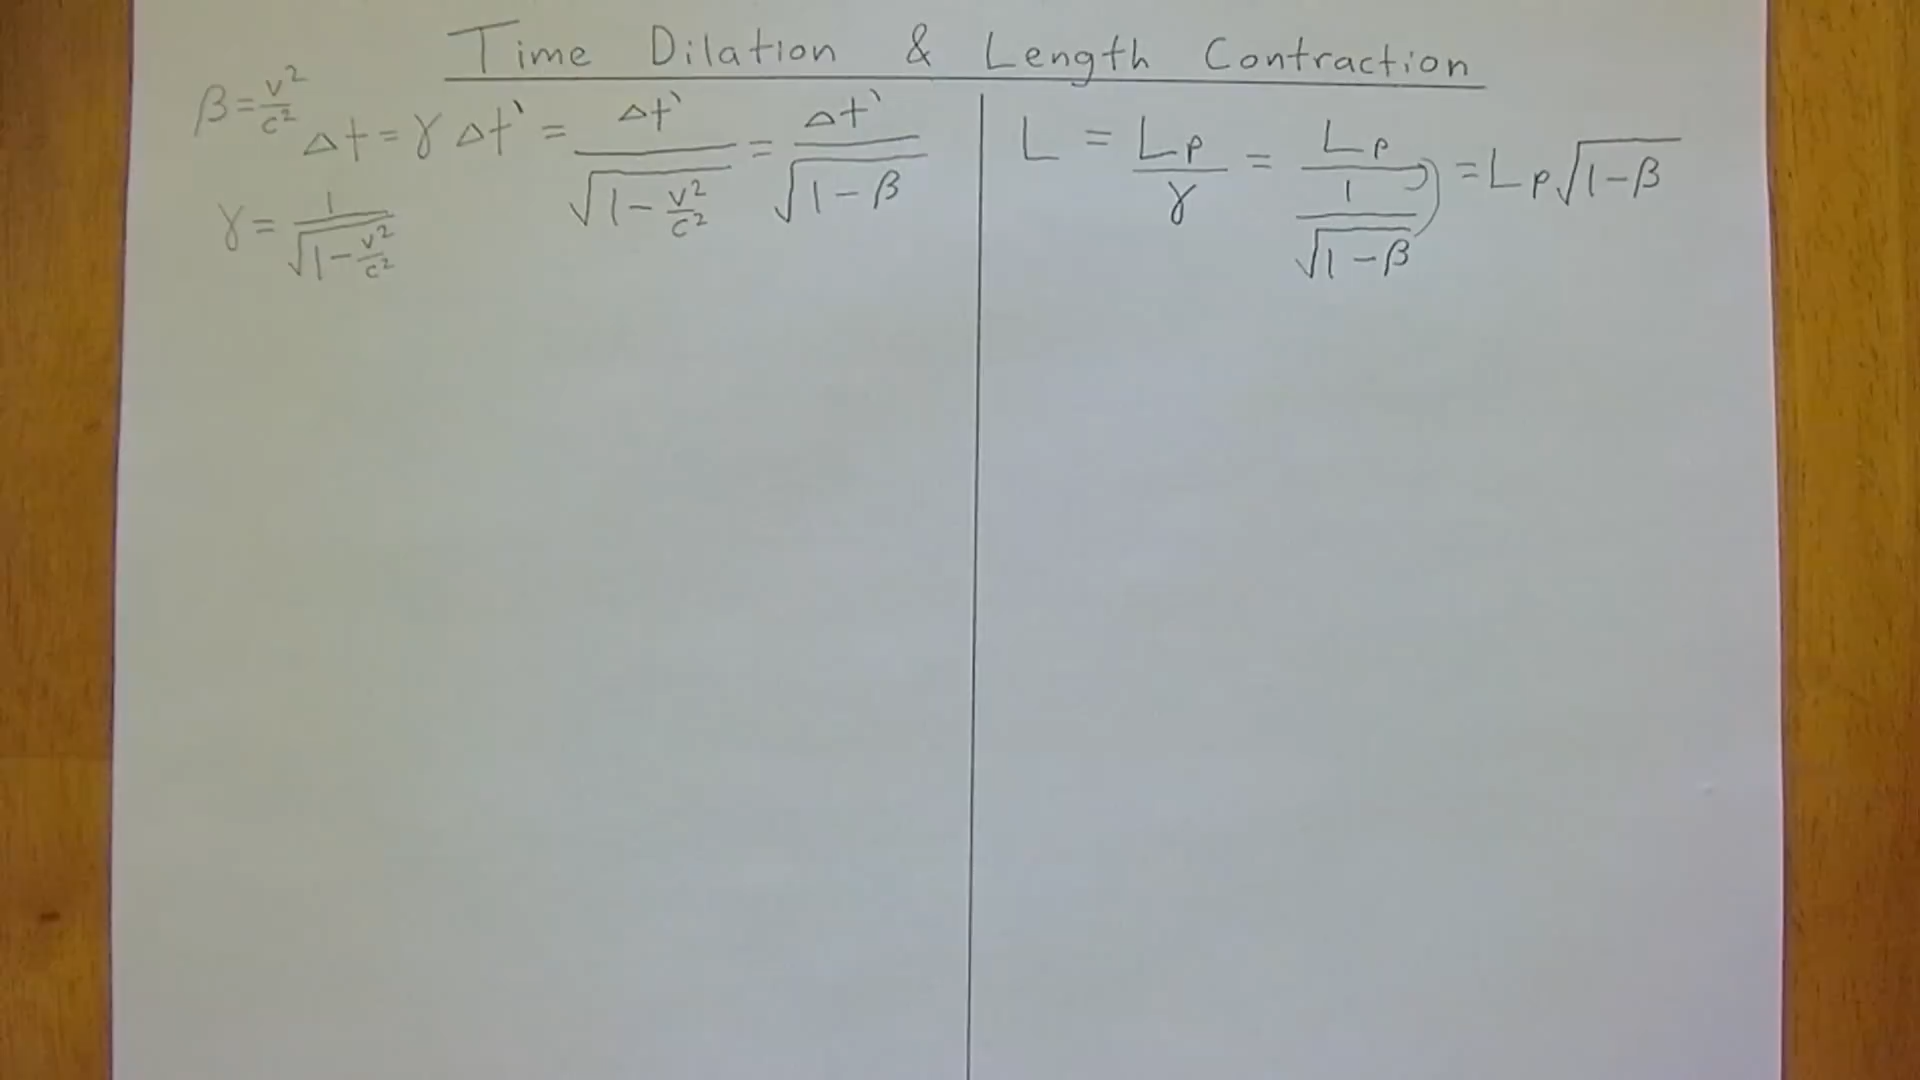 Time Dilation & Length Contraction
β = v²/c²
Δt = γ Δt` = Δt` / √(1 - v²/c²) = Δt` / √(1 - β)
γ = 1 / √(1 - v²/c²)
L = Lp / γ = Lp / (1 / √(1 - β)) = Lp √(1 - β)